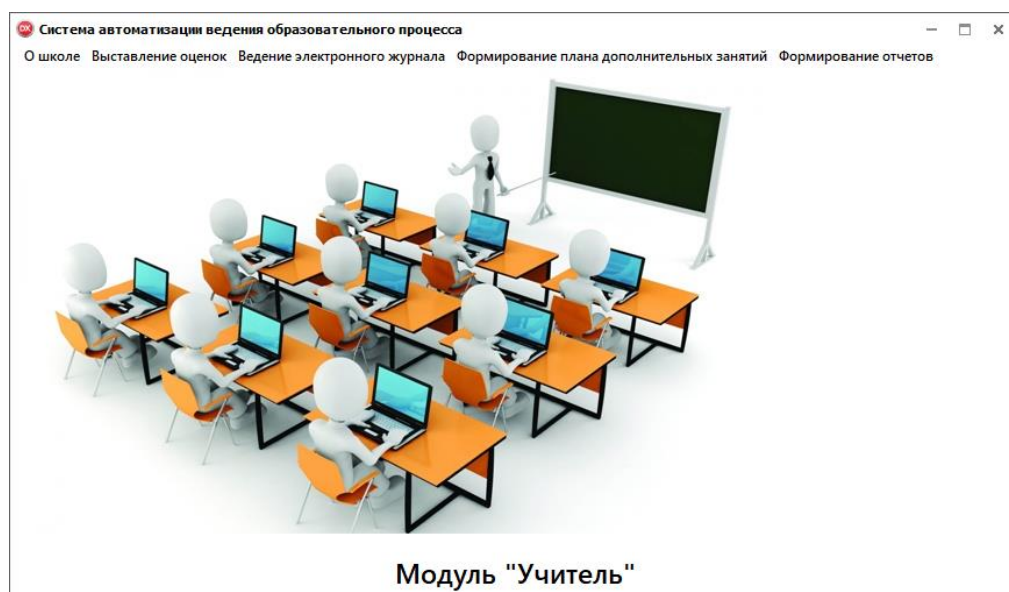 Система автоматизации ведения образовательного процесса
О школе Выставление оценок Ведение электронного журнала Формирование плана дополнительных занятий Формирование отчетов
Модуль "Учитель"